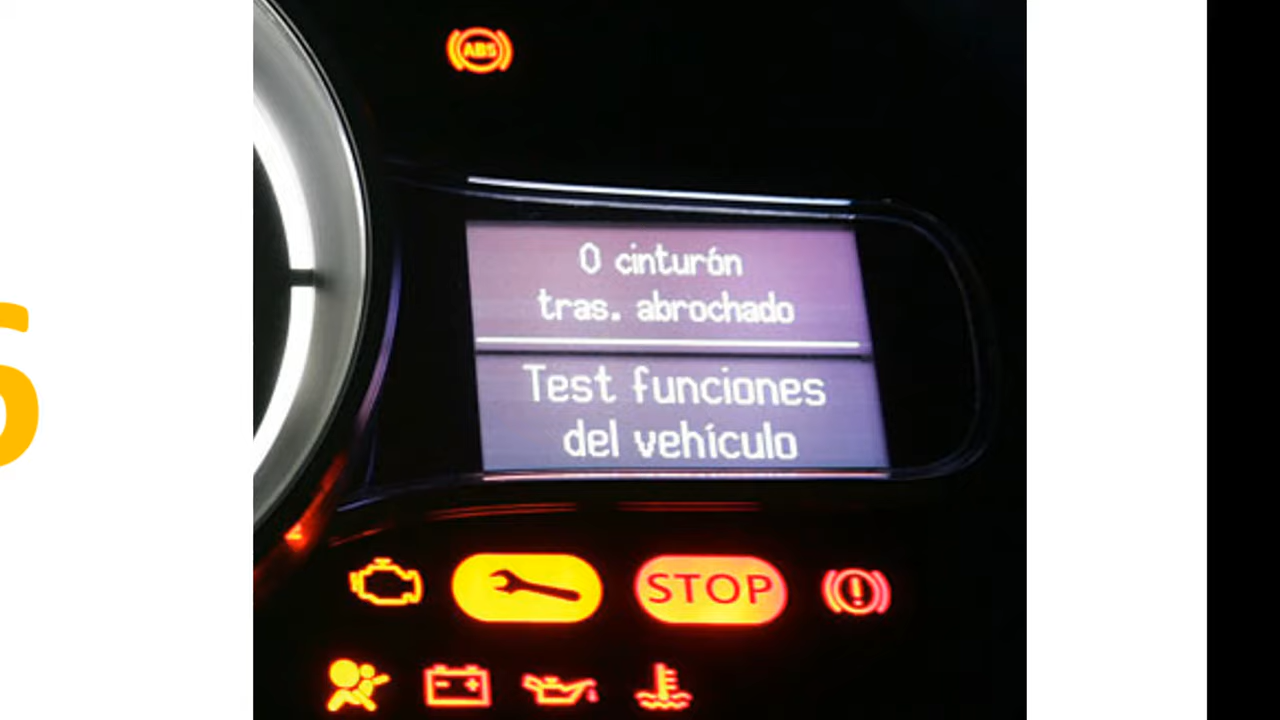 ABS
0 cinturón
tras. abrochado
Test funciones
del vehículo
STOP